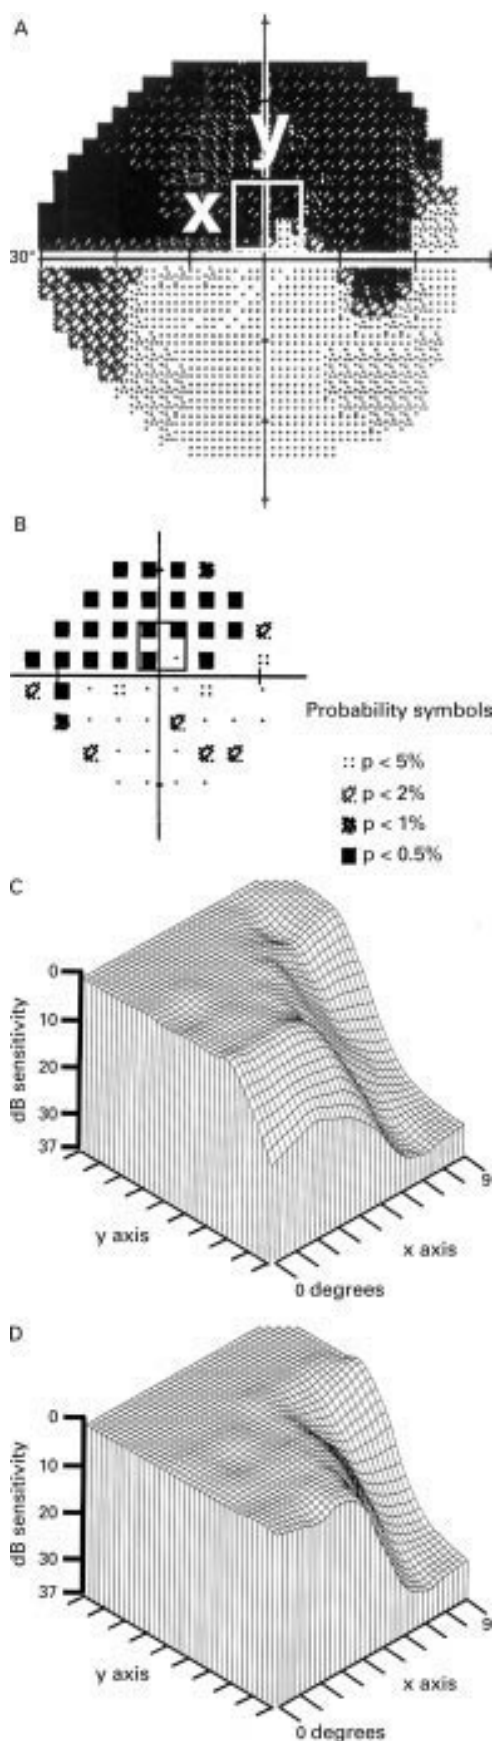 A
y
x
30°
B
Probability symbols
:: p < 5%
p < 2%
p < 1%
■ p < 0.5%
C
0
10
20
30
37
dB sensitivity
y axis
x axis
9
0 degrees
D
0
10
20
30
37
dB sensitivity
y axis
x axis
9
0 degrees